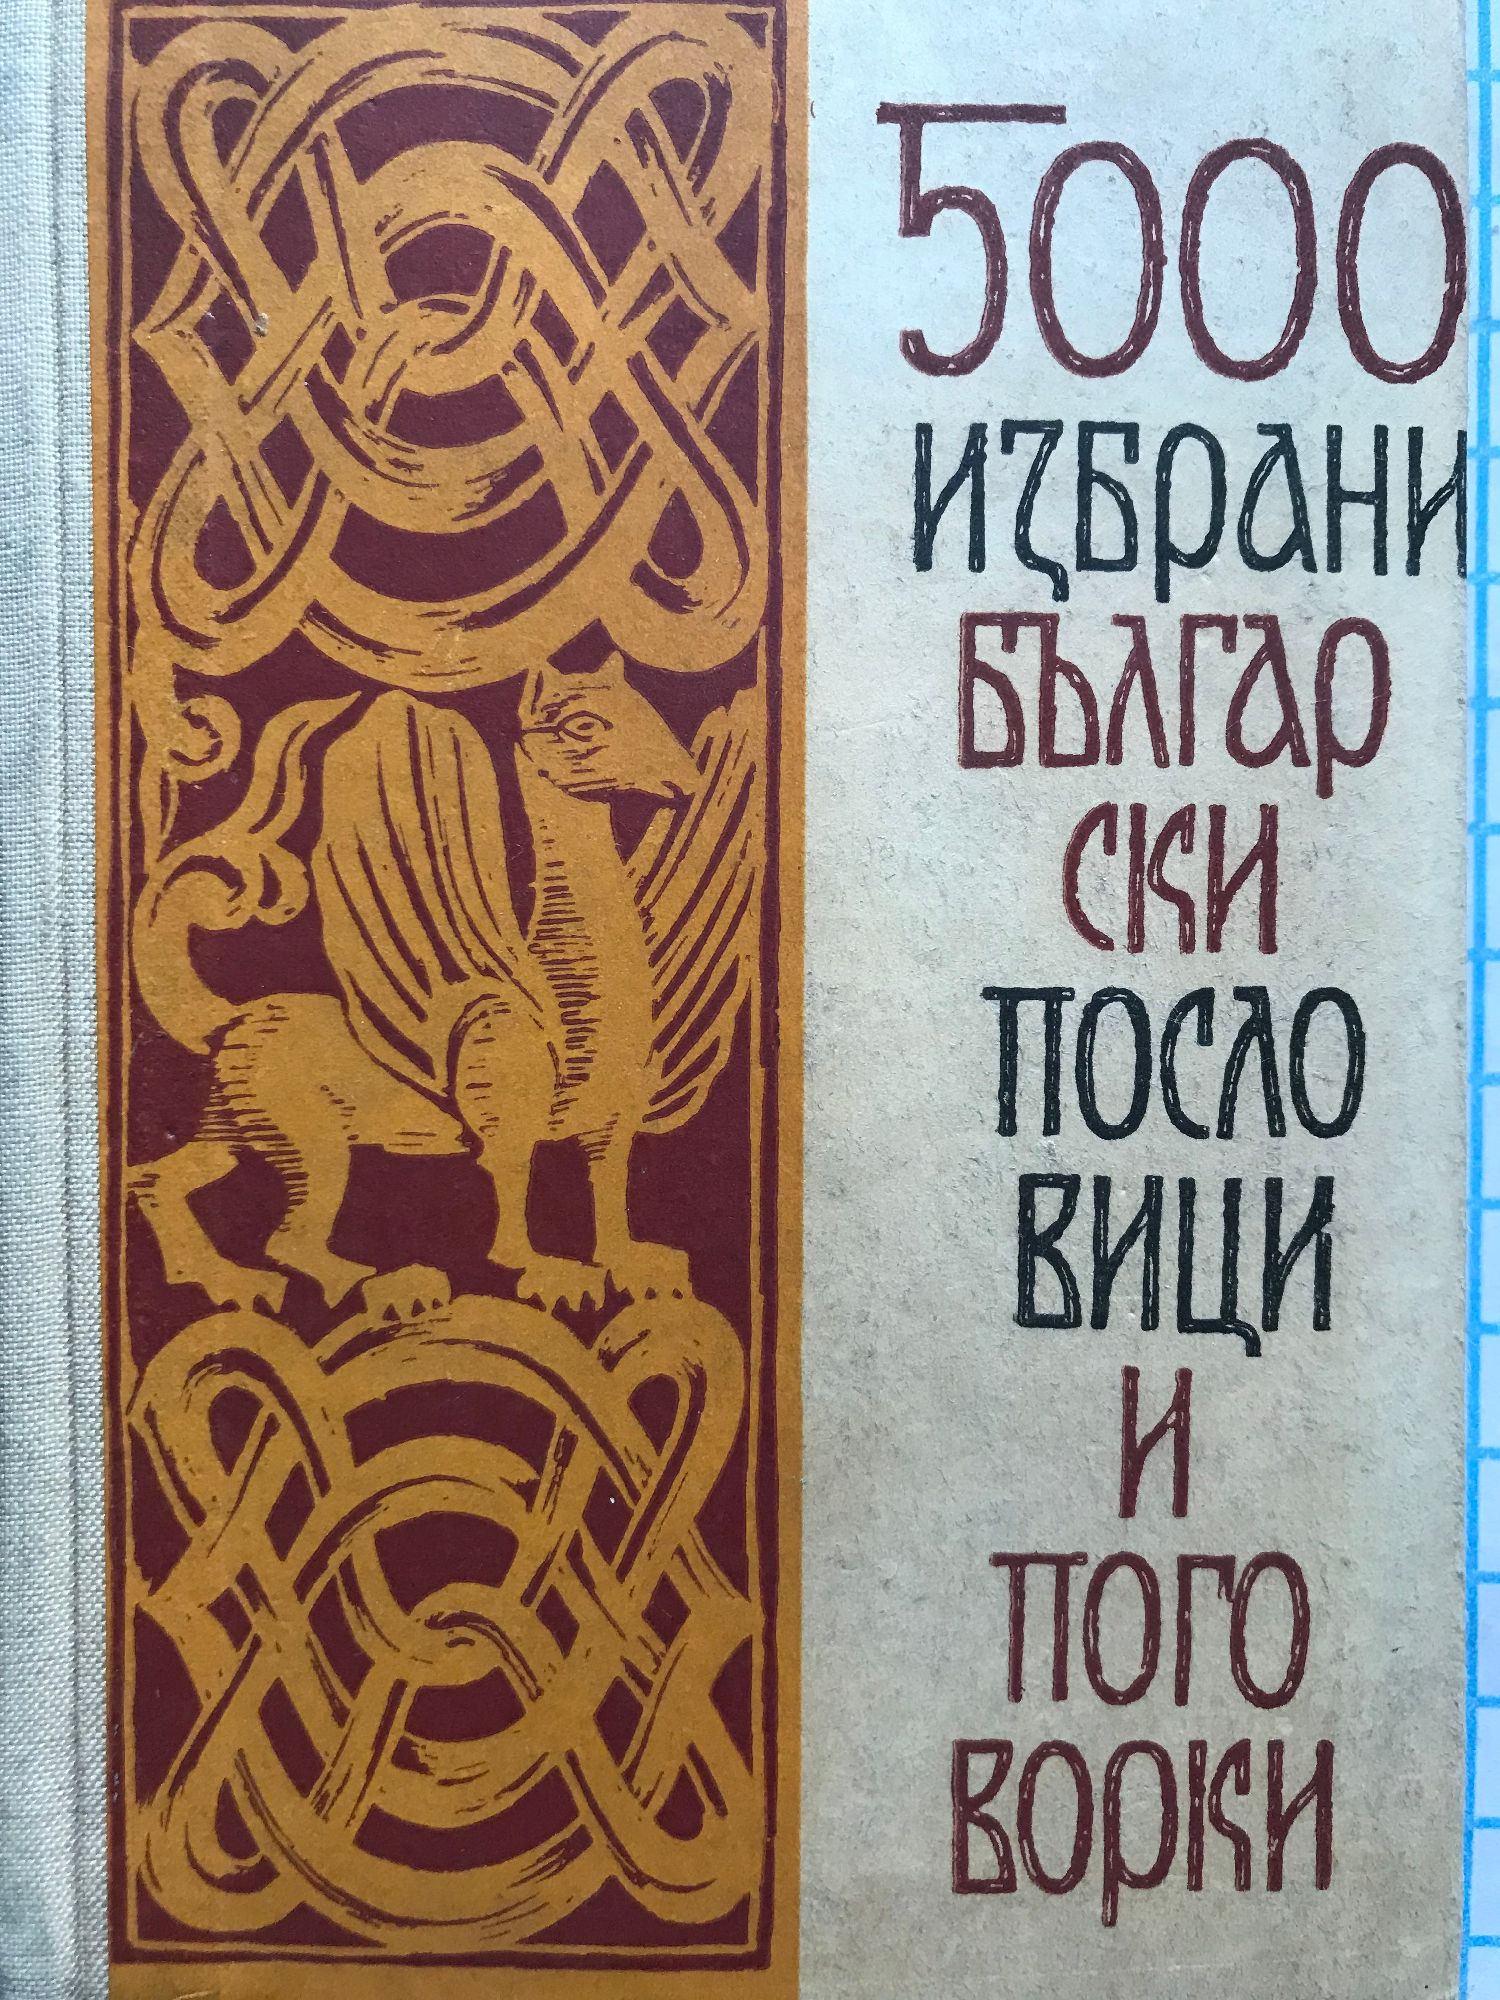 5000
ИЗБРАНИ
БЪЛГАР
СКИ
ПОСЛО
ВИЦИ
И
ПОГО
ВОРКИ